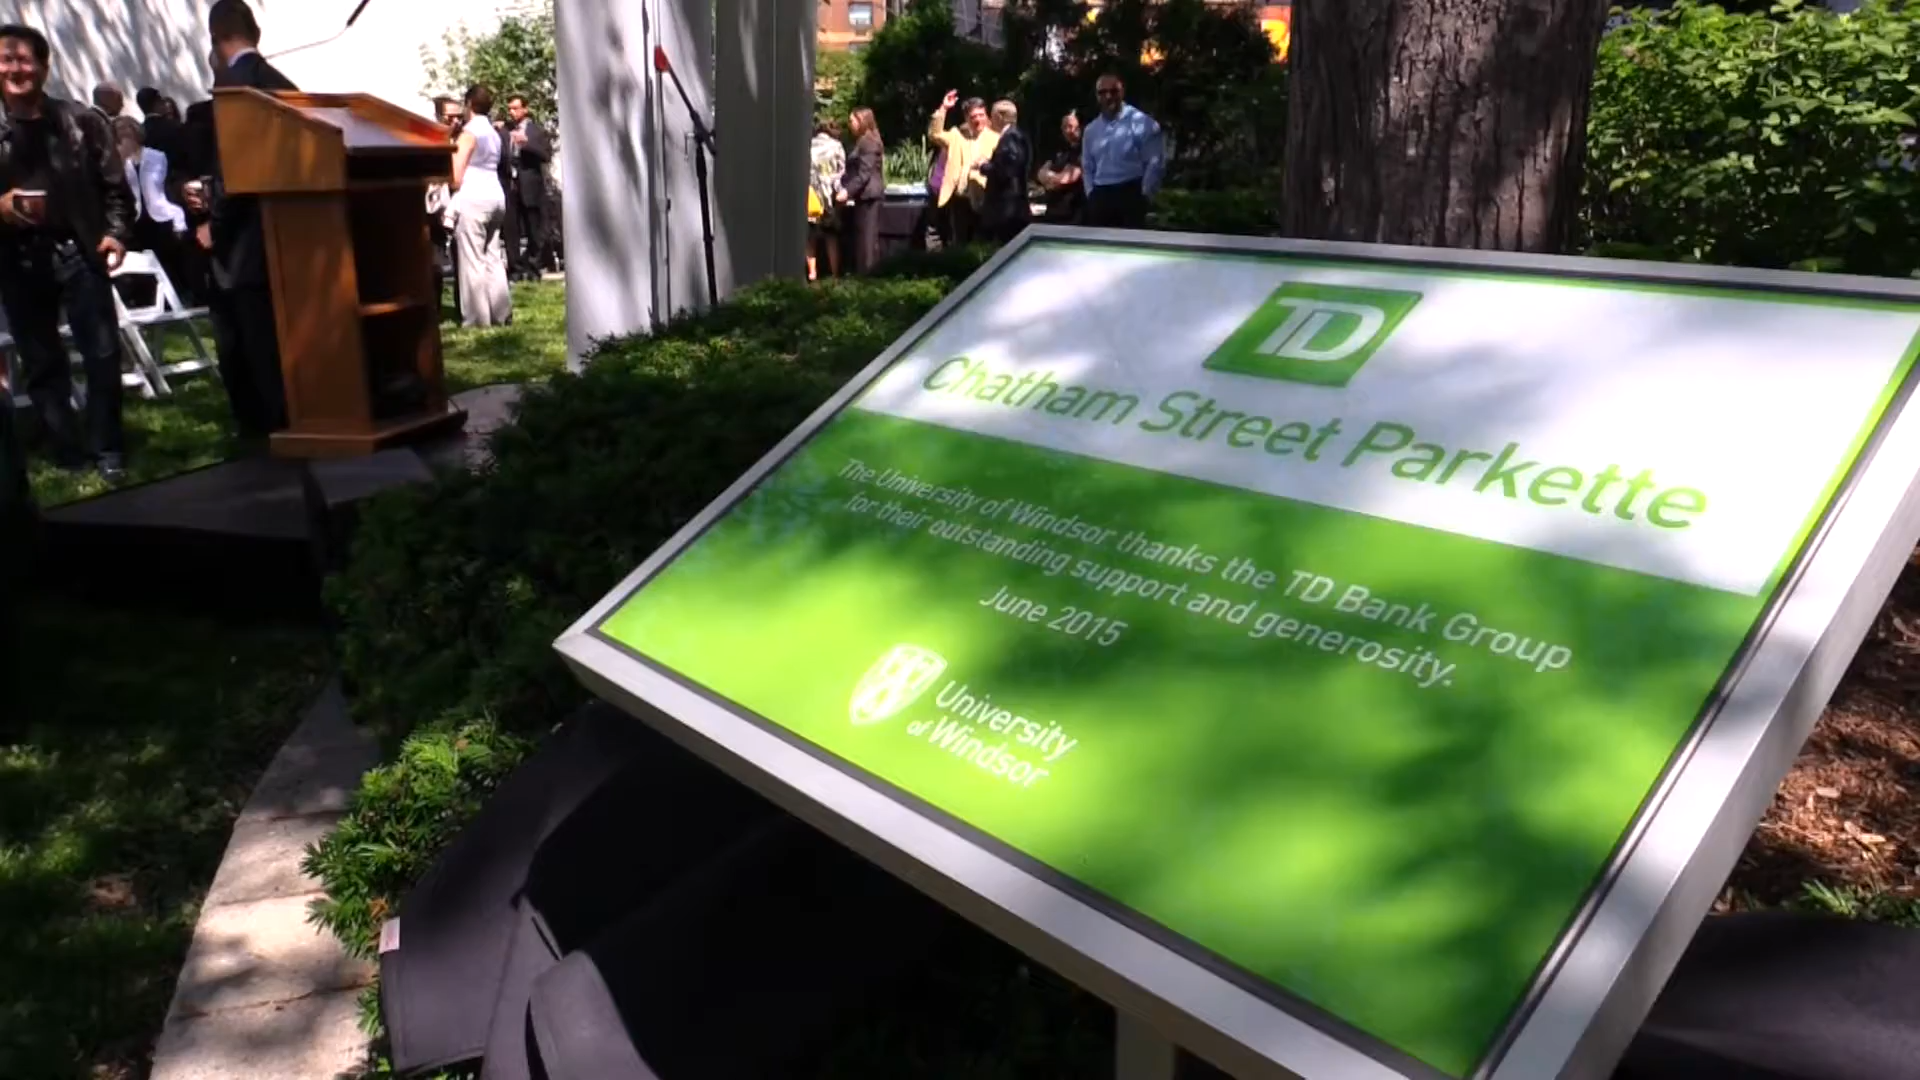 TD
Chatham Street Parkette
The University of Windsor thanks the TD Bank Group
for their outstanding support and generosity.
June 2015
University
of Windsor